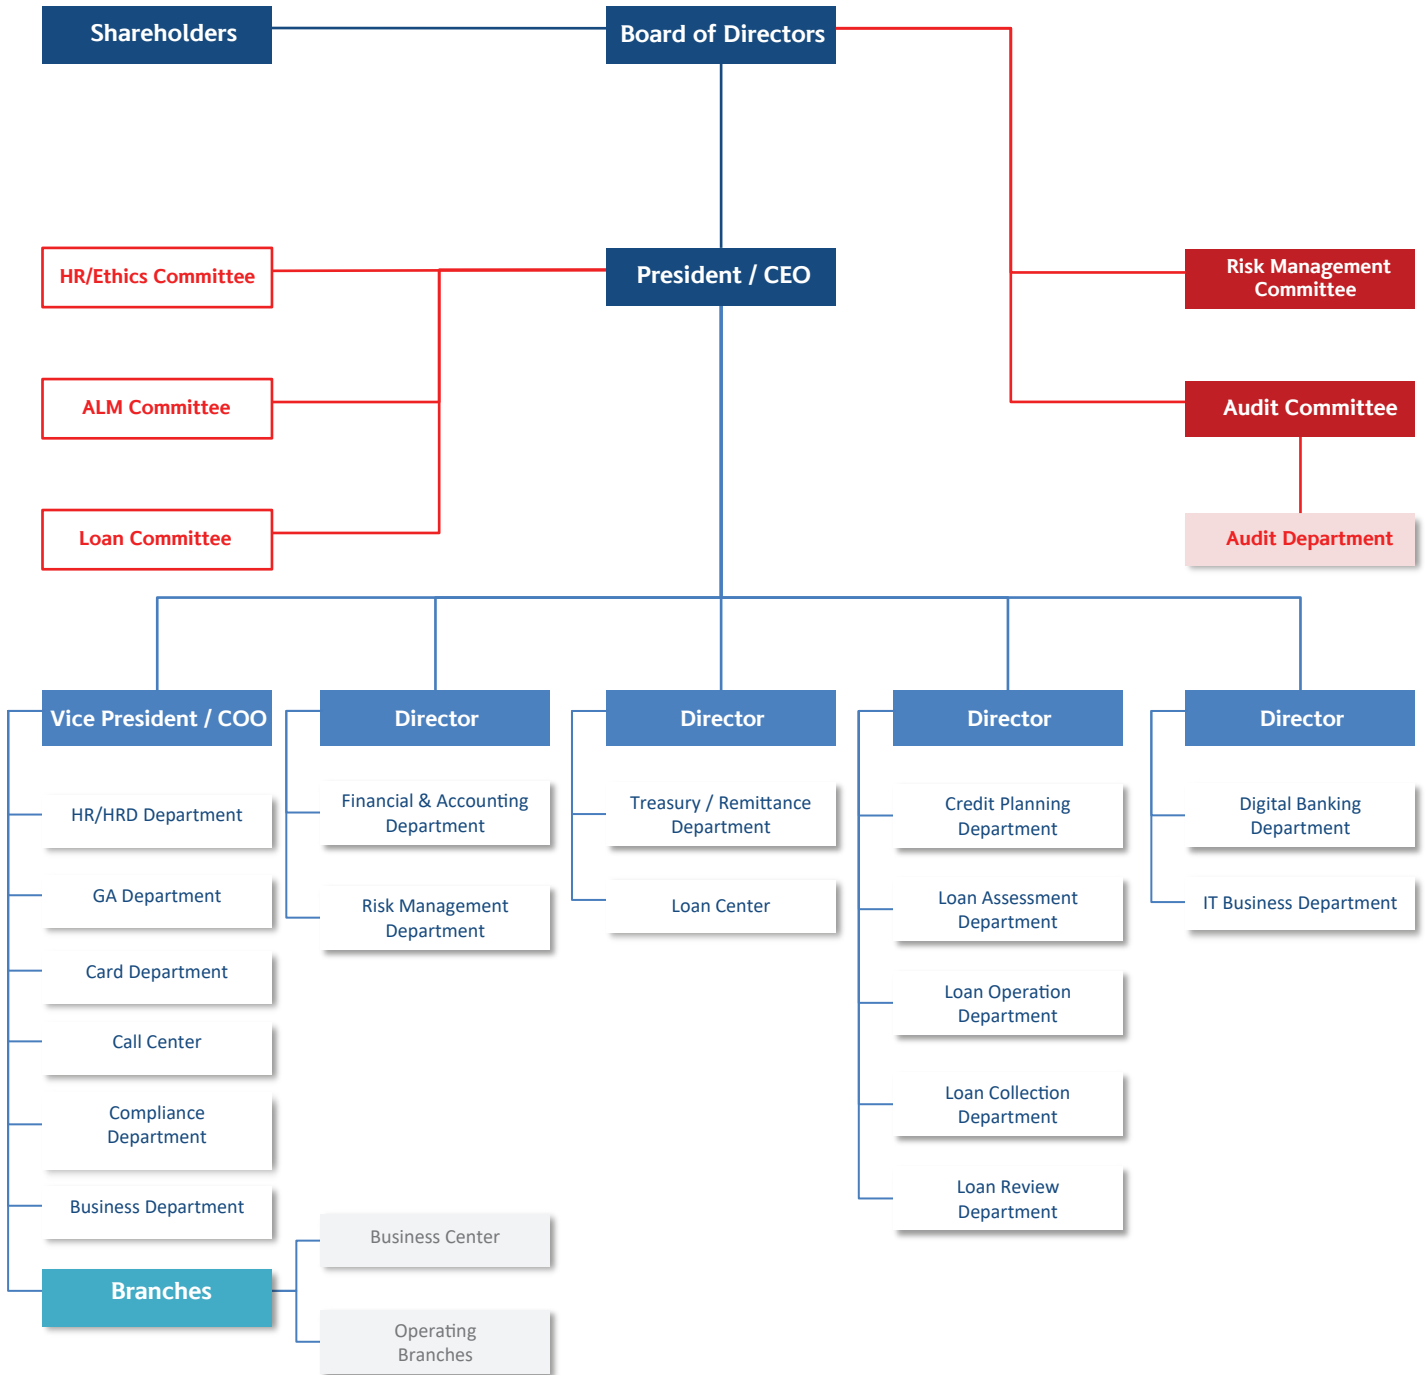 Shareholders
Board of Directors
HR/Ethics Committee
President / CEO
Risk Management
Committee
ALM Committee
Audit Committee
Loan Committee
Audit Department
Vice President / COO
Director
Director
Director
Director
HR/HRD Department
GA Department
Card Department
Call Center
Compliance
Department
Business Department
Branches
Business Center
Operating
Branches
Financial & Accounting
Department
Risk Management
Department
Treasury / Remittance
Department
Loan Center
Credit Planning
Department
Loan Assessment
Department
Loan Operation
Department
Loan Collection
Department
Loan Review
Department
Digital Banking
Department
IT Business Department